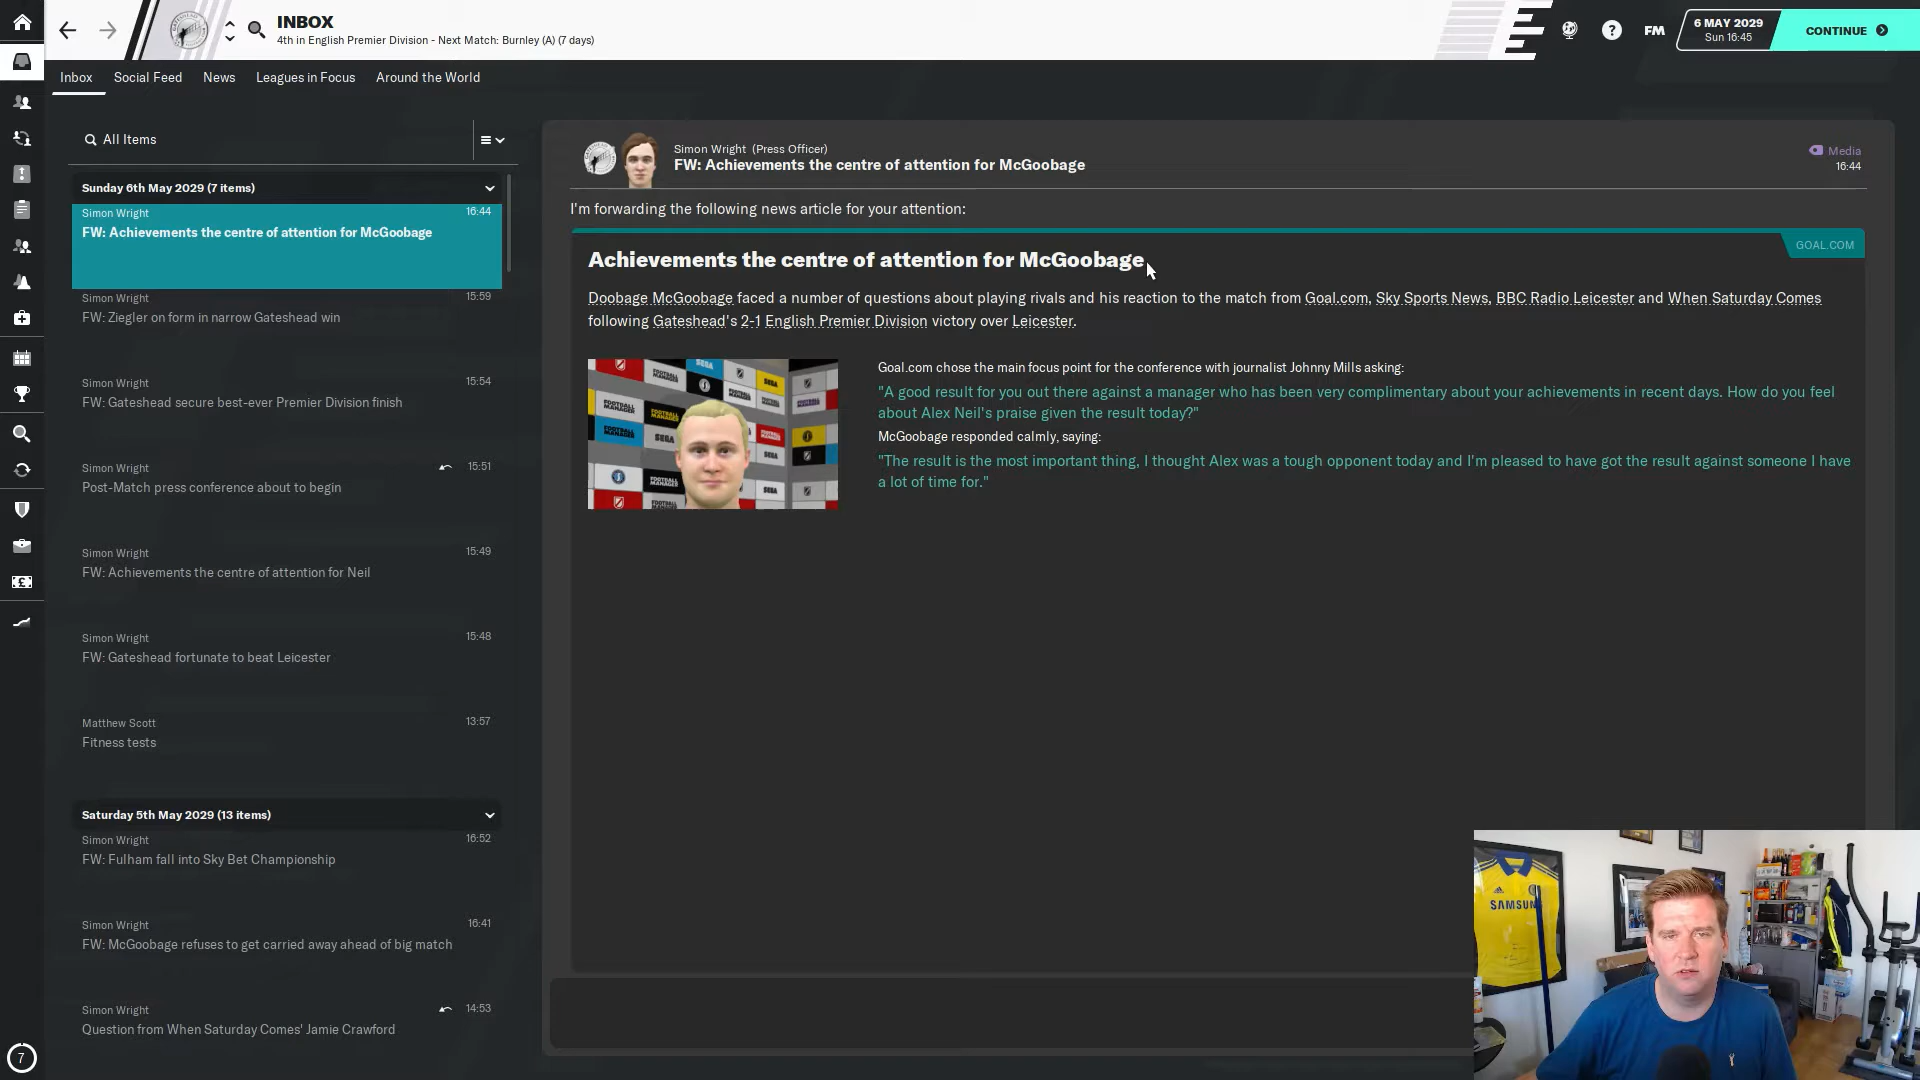 INBOX
4th in English Premier Division - Next Match: Burnley (A) (7 days)
FM
6 MAY 2029
Sun 16:45
CONTINUE
Inbox
Social Feed
News
Leagues in Focus
Around the World
All Items
Sunday 6th May 2029 (7 items)
Simon Wright 16:44
FW: Achievements the centre of attention for McGoobage
Simon Wright 15:59
FW: Ziegler on form in narrow Gateshead win
Simon Wright 15:54
FW: Gateshead secure best-ever Premier Division finish
Simon Wright 15:51
Post-Match press conference about to begin
Simon Wright 15:49
FW: Achievements the centre of attention for Neil
Simon Wright 15:48
FW: Gateshead fortunate to beat Leicester
Matthew Scott 13:57
Fitness tests
Saturday 5th May 2029 (13 items)
Simon Wright 16:52
FW: Fulham fall into Sky Bet Championship
Simon Wright 16:41
FW: McGoobage refuses to get carried away ahead of big match
Simon Wright 14:53
Question from When Saturday Comes' Jamie Crawford
7
Simon Wright (Press Officer)
FW: Achievements the centre of attention for McGoobage
Media
16:44
I'm forwarding the following news article for your attention:
GOAL.COM
Achievements the centre of attention for McGoobage
Doobage McGoobage faced a number of questions about playing rivals and his reaction to the match from Goal.com, Sky Sports News, BBC Radio Leicester and When Saturday Comes
following Gateshead's 2-1 English Premier Division victory over Leicester.
Goal.com chose the main focus point for the conference with journalist Johnny Mills asking:
"A good result for you out there against a manager who has been very complimentary about your achievements in recent days. How do you feel
about Alex Neil's praise given the result today?"
McGoobage responded calmly, saying:
"The result is the most important thing, I thought Alex was a tough opponent today and I'm pleased to have got the result against someone I have
a lot of time for."
FOOTBALL MANAGER
SEGA
SAMSUNG